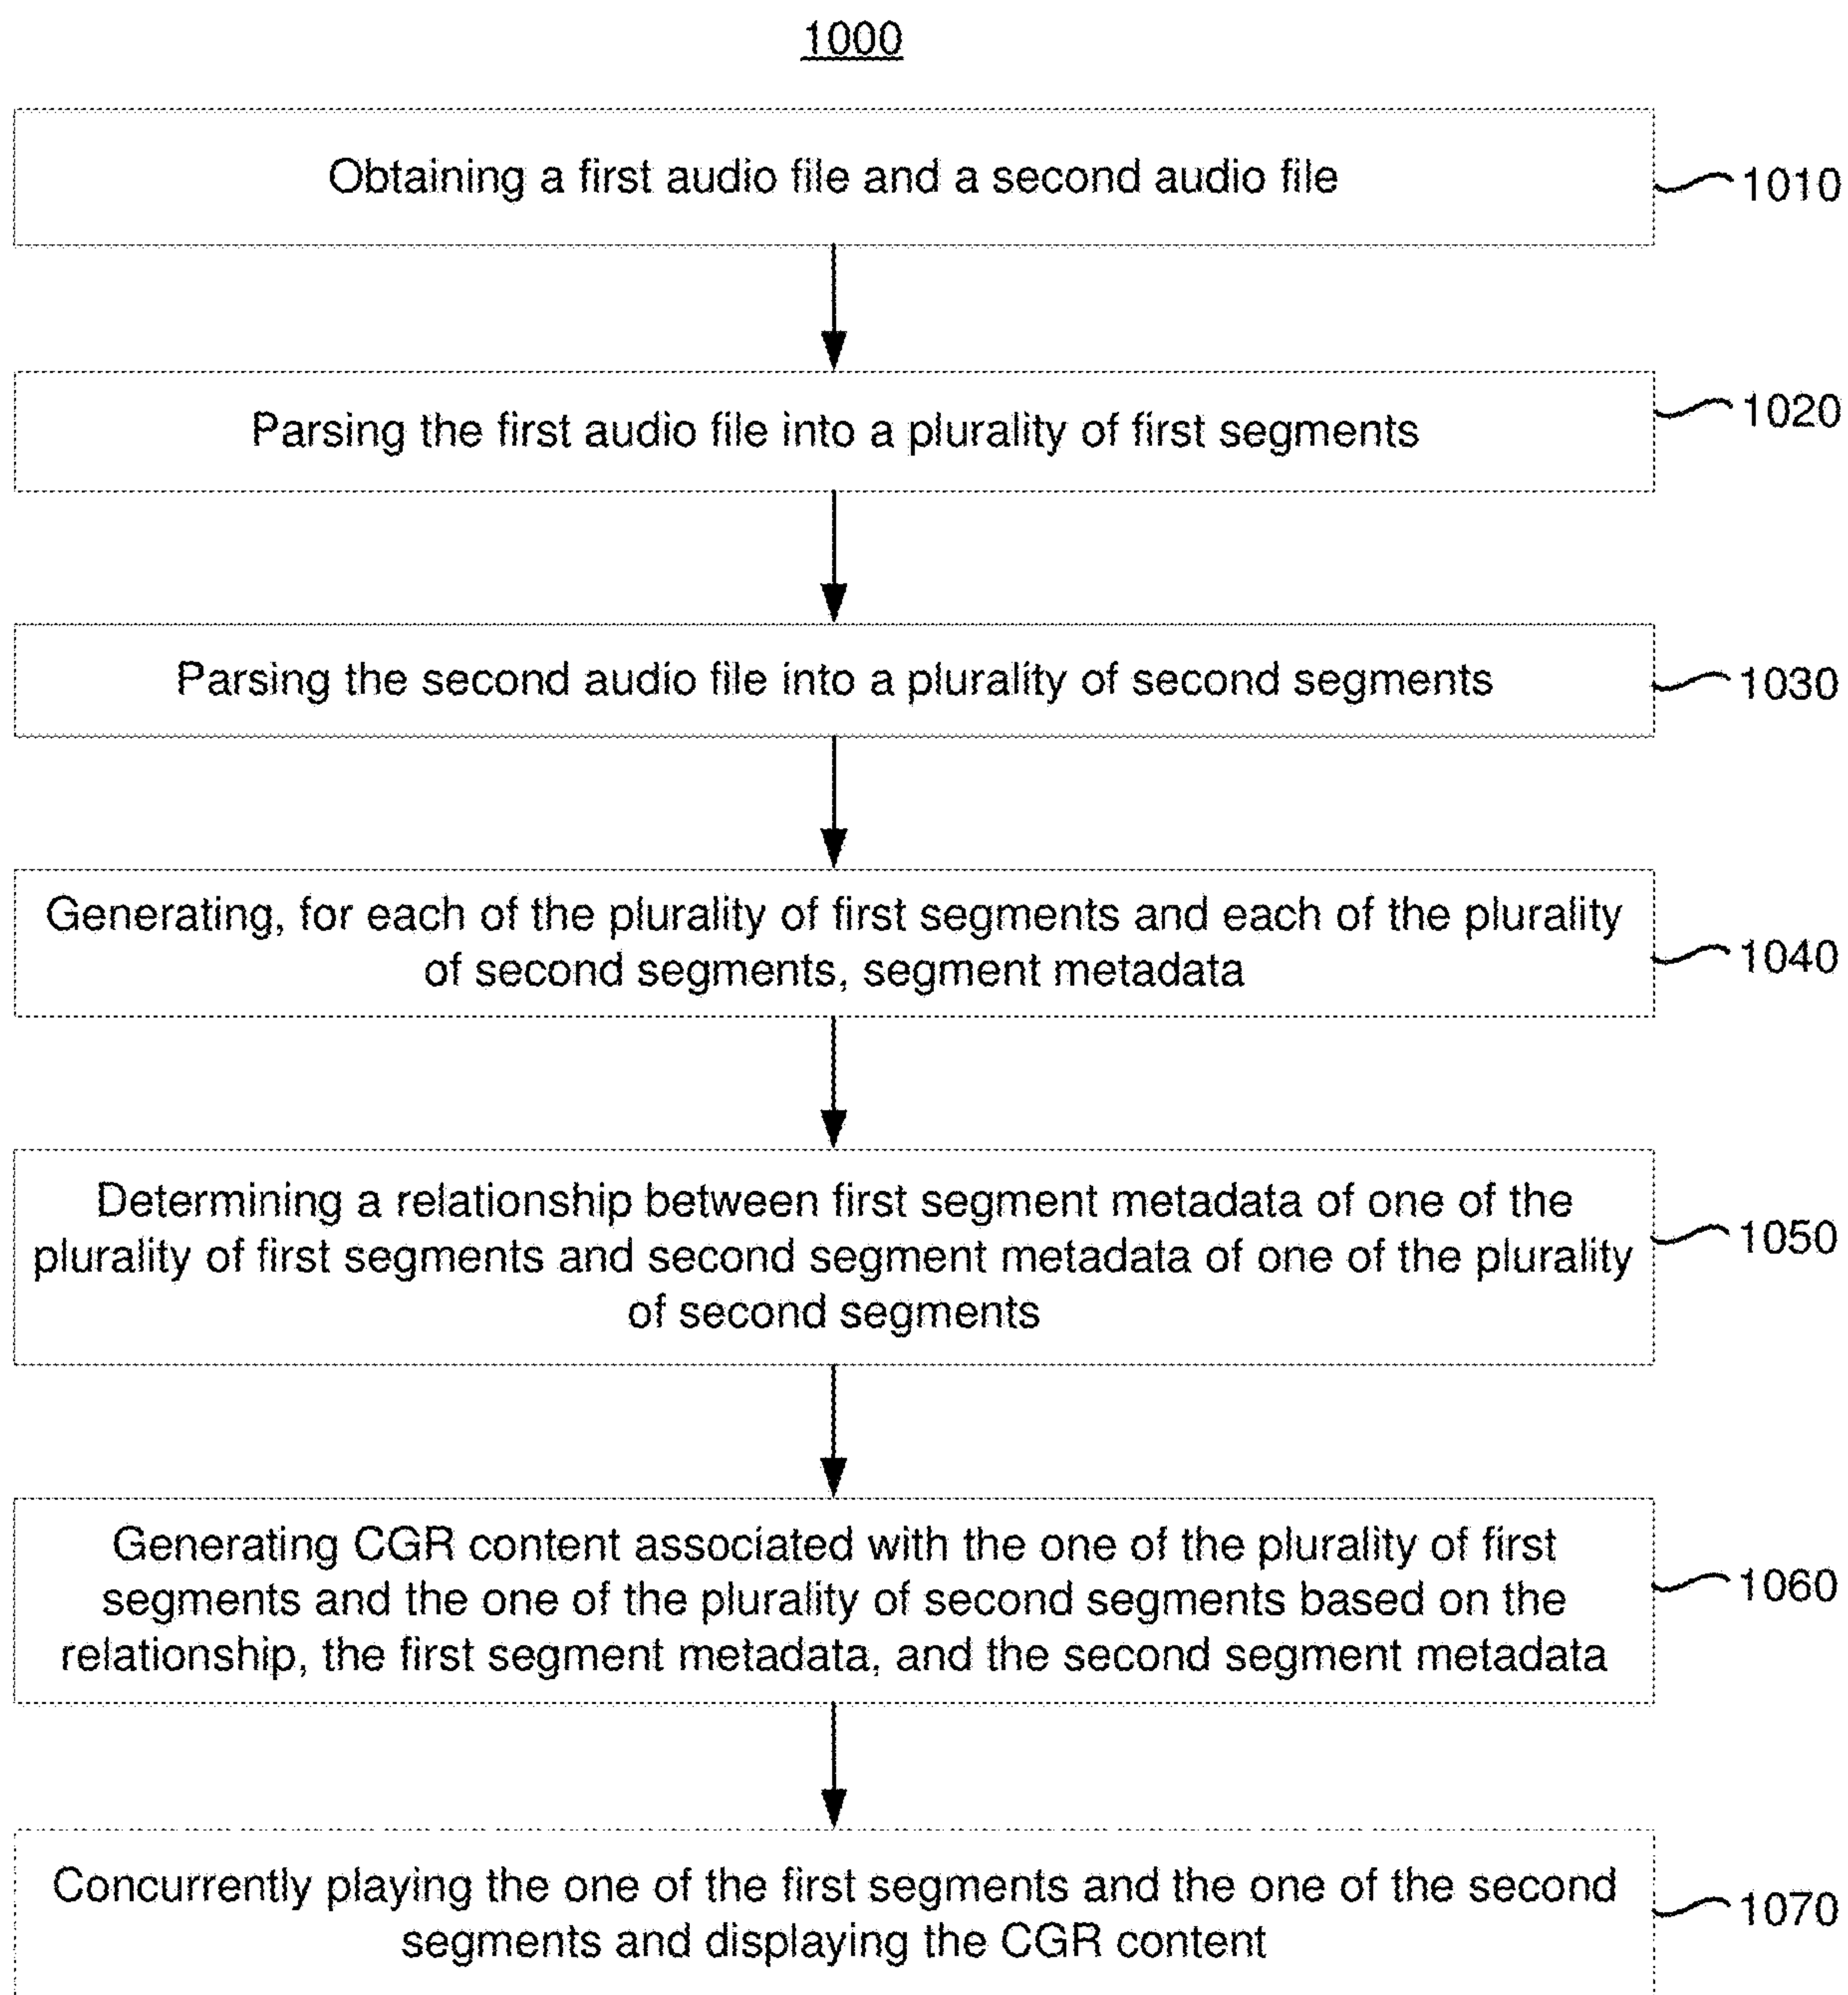 1000
Obtaining a first audio file and a second audio file
1010
Parsing the first audio file into a plurality of first segments
1020
Parsing the second audio file into a plurality of second segments
1030
Generating, for each of the plurality of first segments and each of the plurality
of second segments, segment metadata
1040
Determining a relationship between first segment metadata of one of the
plurality of first segments and second segment metadata of one of the plurality
of second segments
1050
Generating CGR content associated with the one of the plurality of first
segments and the one of the plurality of second segments based on the
relationship, the first segment metadata, and the second segment metadata
1060
Concurrently playing the one of the first segments and the one of the second
segments and displaying the CGR content
1070